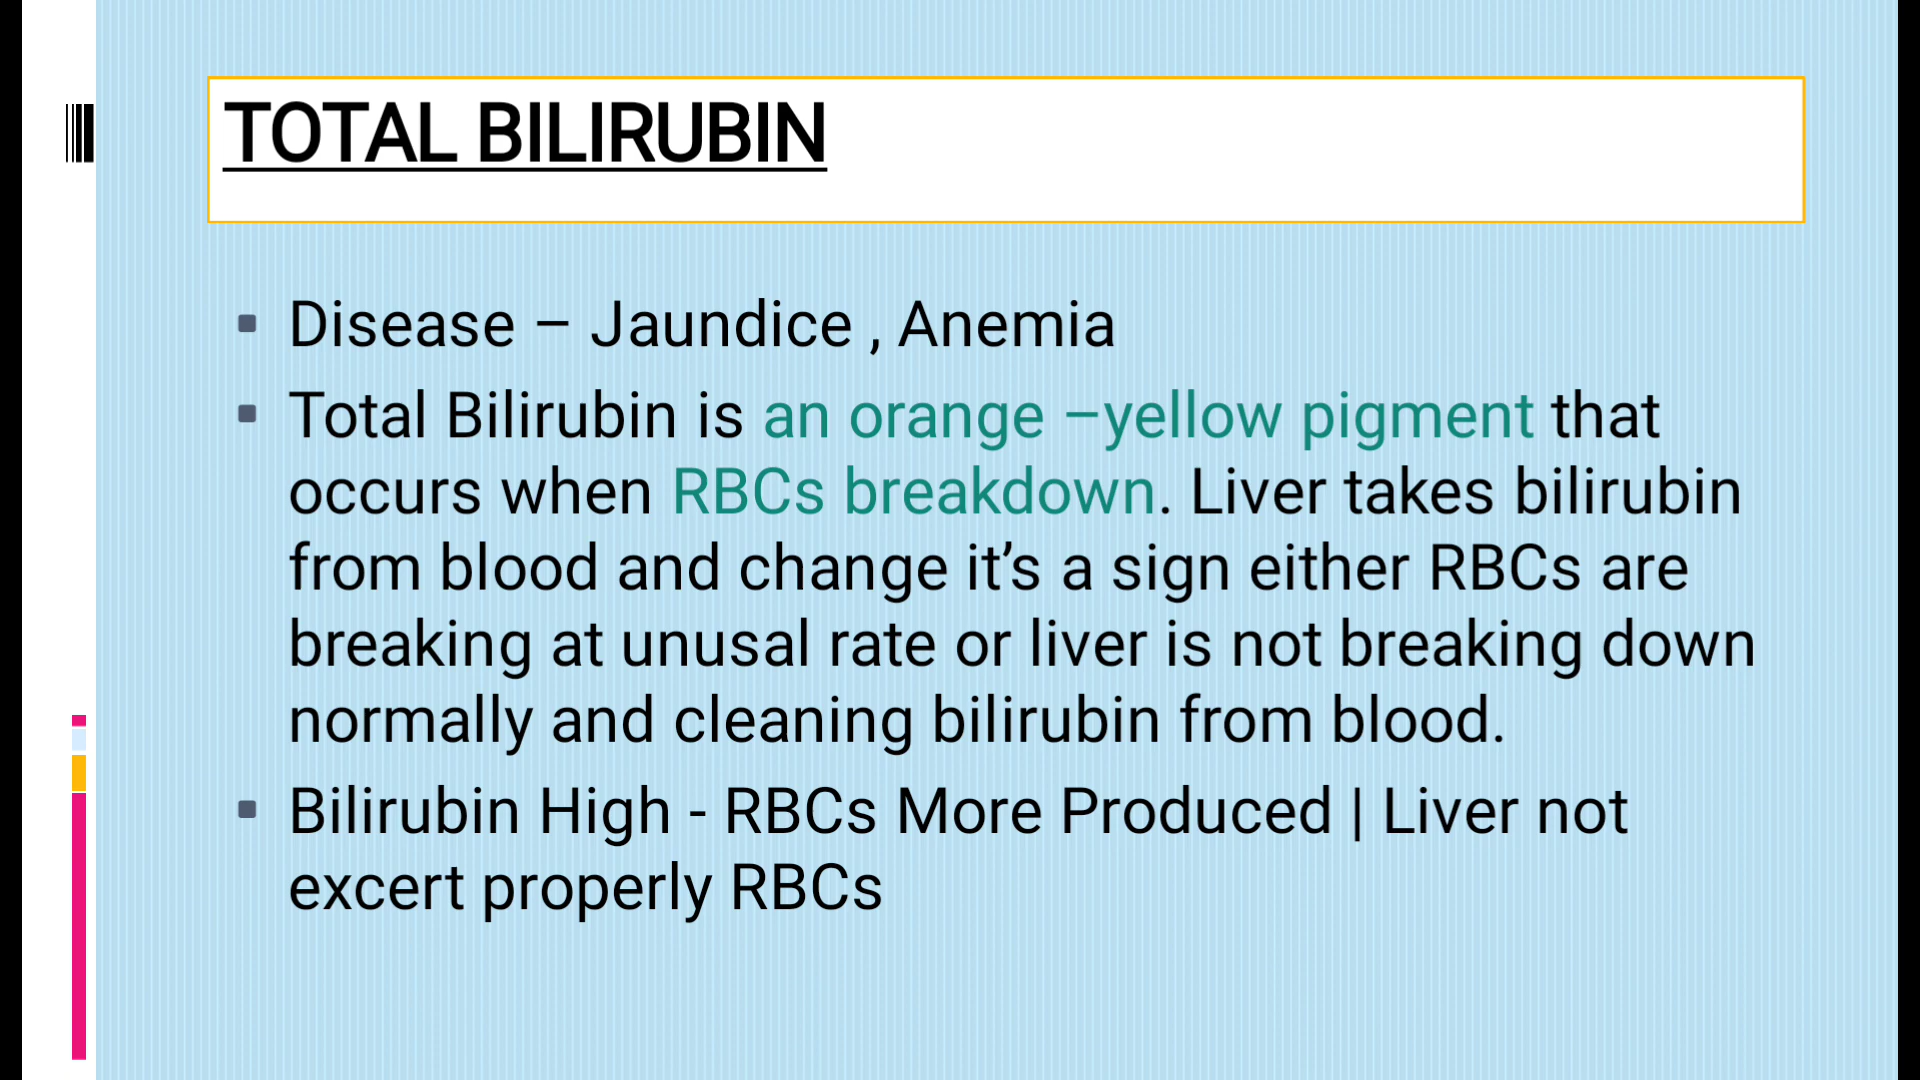 TOTAL BILIRUBIN
▪ Disease – Jaundice , Anemia
▪ Total Bilirubin is an orange –yellow pigment that
occurs when RBCs breakdown. Liver takes bilirubin
from blood and change it’s a sign either RBCs are
breaking at unusal rate or liver is not breaking down
normally and cleaning bilirubin from blood.
▪ Bilirubin High - RBCs More Produced | Liver not
excert properly RBCs